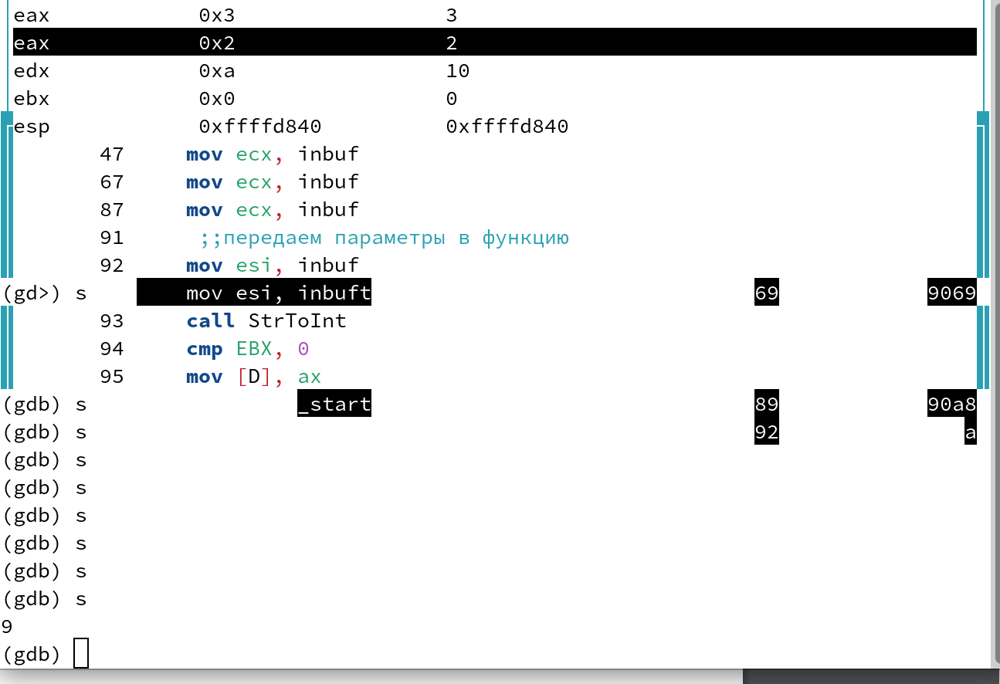 eax 0x3 3
eax 0x2 2
edx 0xa 10
ebx 0x0 0
esp 0xffffd840 0xffffd840
47 mov ecx, inbuf
67 mov ecx, inbuf
87 mov ecx, inbuf
91 ;;передаем параметры в функцию
92 mov esi, inbuf
(gd>) s mov esi, inbuft 69 9069
93 call StrToInt
94 cmp EBX, 0
95 mov [D], ax
(gdb) s _start 89 90a8
(gdb) s 92 a
(gdb) s
(gdb) s
(gdb) s
(gdb) s
(gdb) s
(gdb) s
9
(gdb)